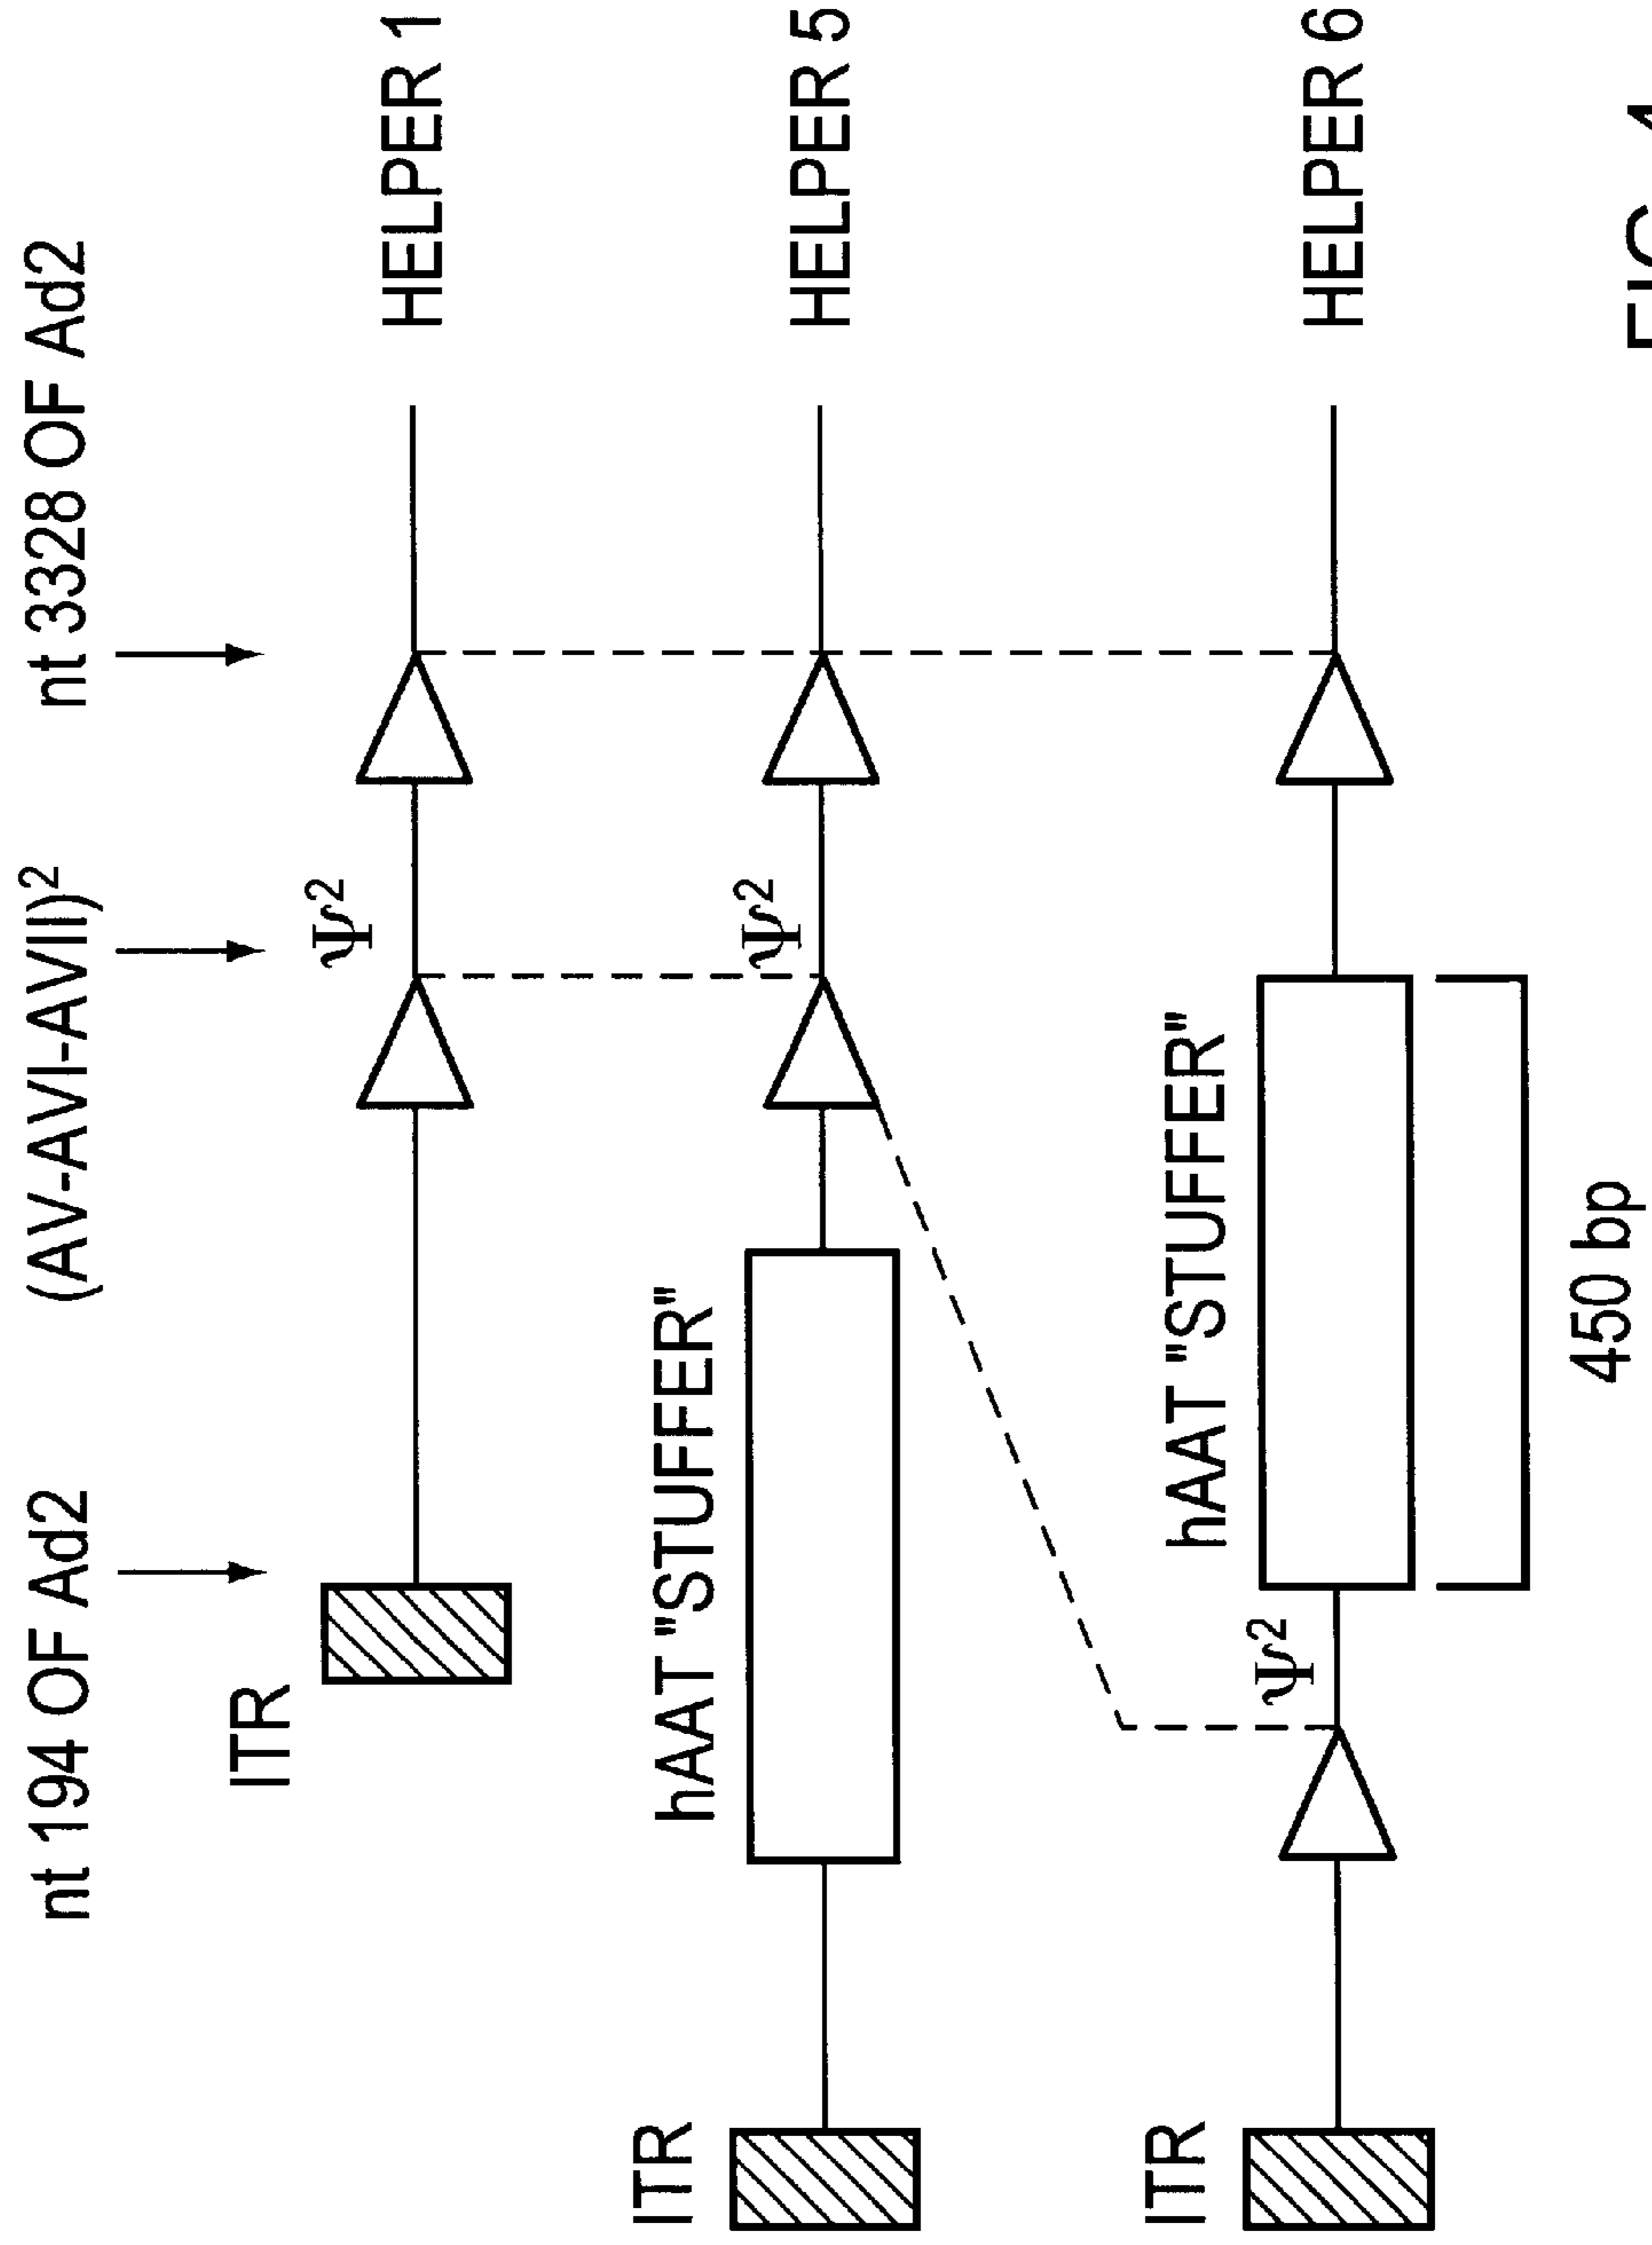 nt 194 OF Ad2
(AV-AVI-AVII)²
nt 3328 OF Ad2
ITR
Ψ²
HELPER 1
ITR
hAAT "STUFFER"
Ψ²
HELPER 5
ITR
Ψ²
hAAT "STUFFER"
HELPER 6
450 bp